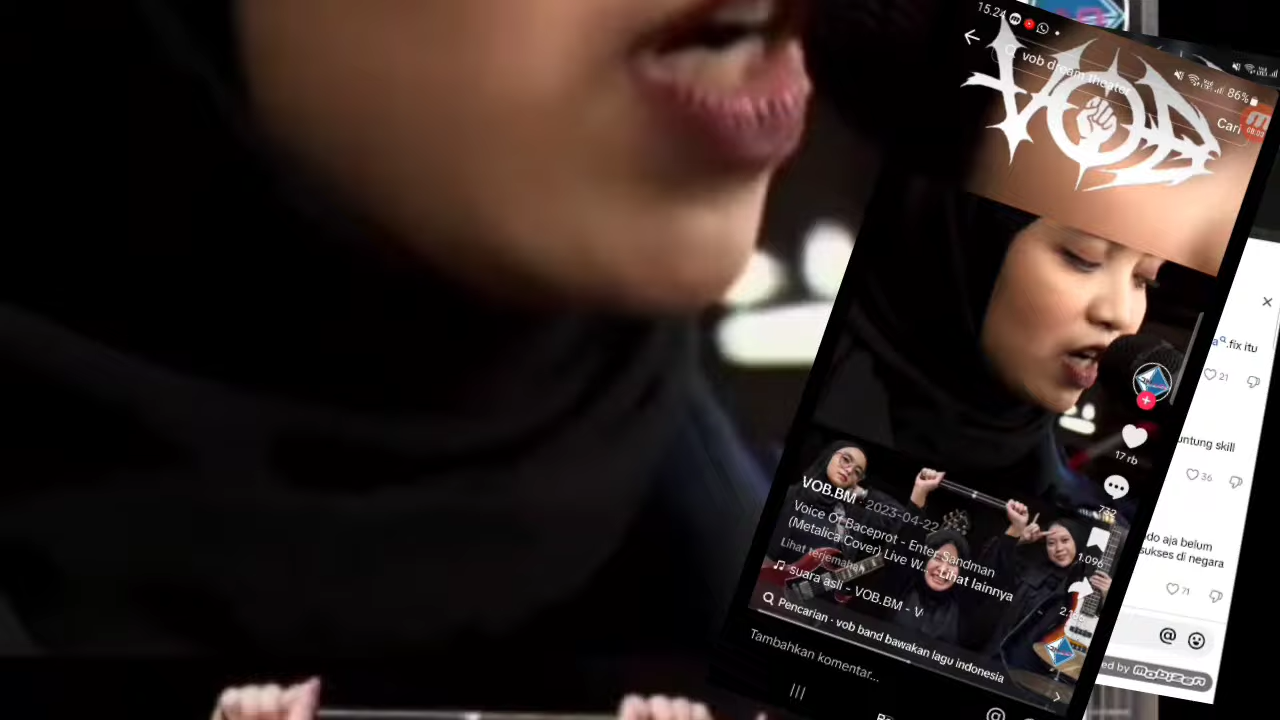 15.24
vob dream theater
86%
Cari
VOB
17 rb
732
1.096
VOB.BM · 2023-04-22
Voice Of Baceprot - Enter Sandman
(Metalica Cover) Live W... Lihat lainnya
Lihat terjemahan
suara asli - VOB.BM - V
Pencarian · vob band bawakan lagu indonesia
Tambahkan komentar...
.fix itu
21
untung skill
36
do aja belum
sukses di negara
71
ed by mobizen